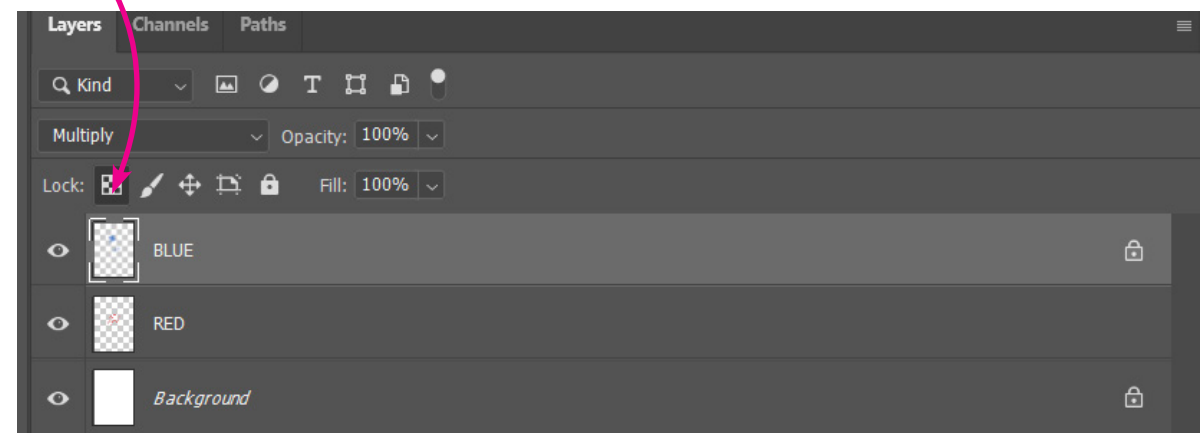 Layers Channels Paths
Kind T
Multiply Opacity: 100%
Lock: Fill: 100%
BLUE
RED
Background